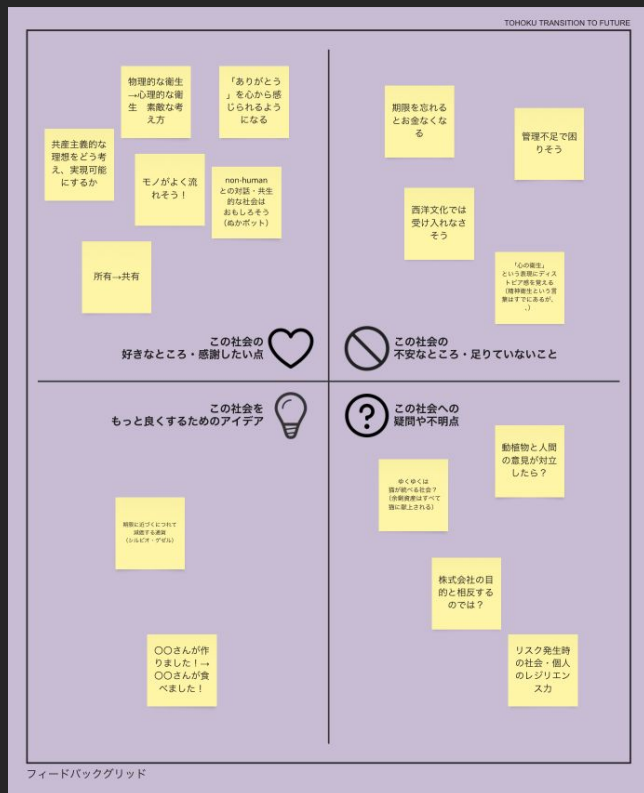 TOHOKU TRANSITION TO FUTURE
物理的な衛生
→心理的な衛
生　素敵な考
え方
「ありがとう
」を心から感
じられるよう
になる
共産主義的な
理想をどう考
え、実現可能
にするか
モノがよく流
れそう！
non-human
との対話・共生
的な社会は
おもしろそう
（ぬかボット）
所有→共有
この社会の
好きなところ・感謝したい点
期限を忘れる
とお金なくな
る
管理不足で困
りそう
西洋文化では
受け入れなさ
そう
「心の衛生」
という表現にディス
トピア感を覚える
（精神衛生という言
葉はすでにあるが、
、）
この社会の
不安なところ・足りていないこと
この社会を
もっと良くするためのアイデア
期限に近づくにつれて
減価する通貨
（シルビオ・ゲゼル）
〇〇さんが作
りました！→
〇〇さんが食
べました！
この社会への
疑問や不明点
動植物と人間
の意見が対立
したら？
ゆくゆくは
猫が統べる社会？
（余剰資産はすべて
猫に献上される）
株式会社の目
的と相反する
のでは？
リスク発生時
の社会・個人
のレジリエン
ス力
フィードバックグリッド